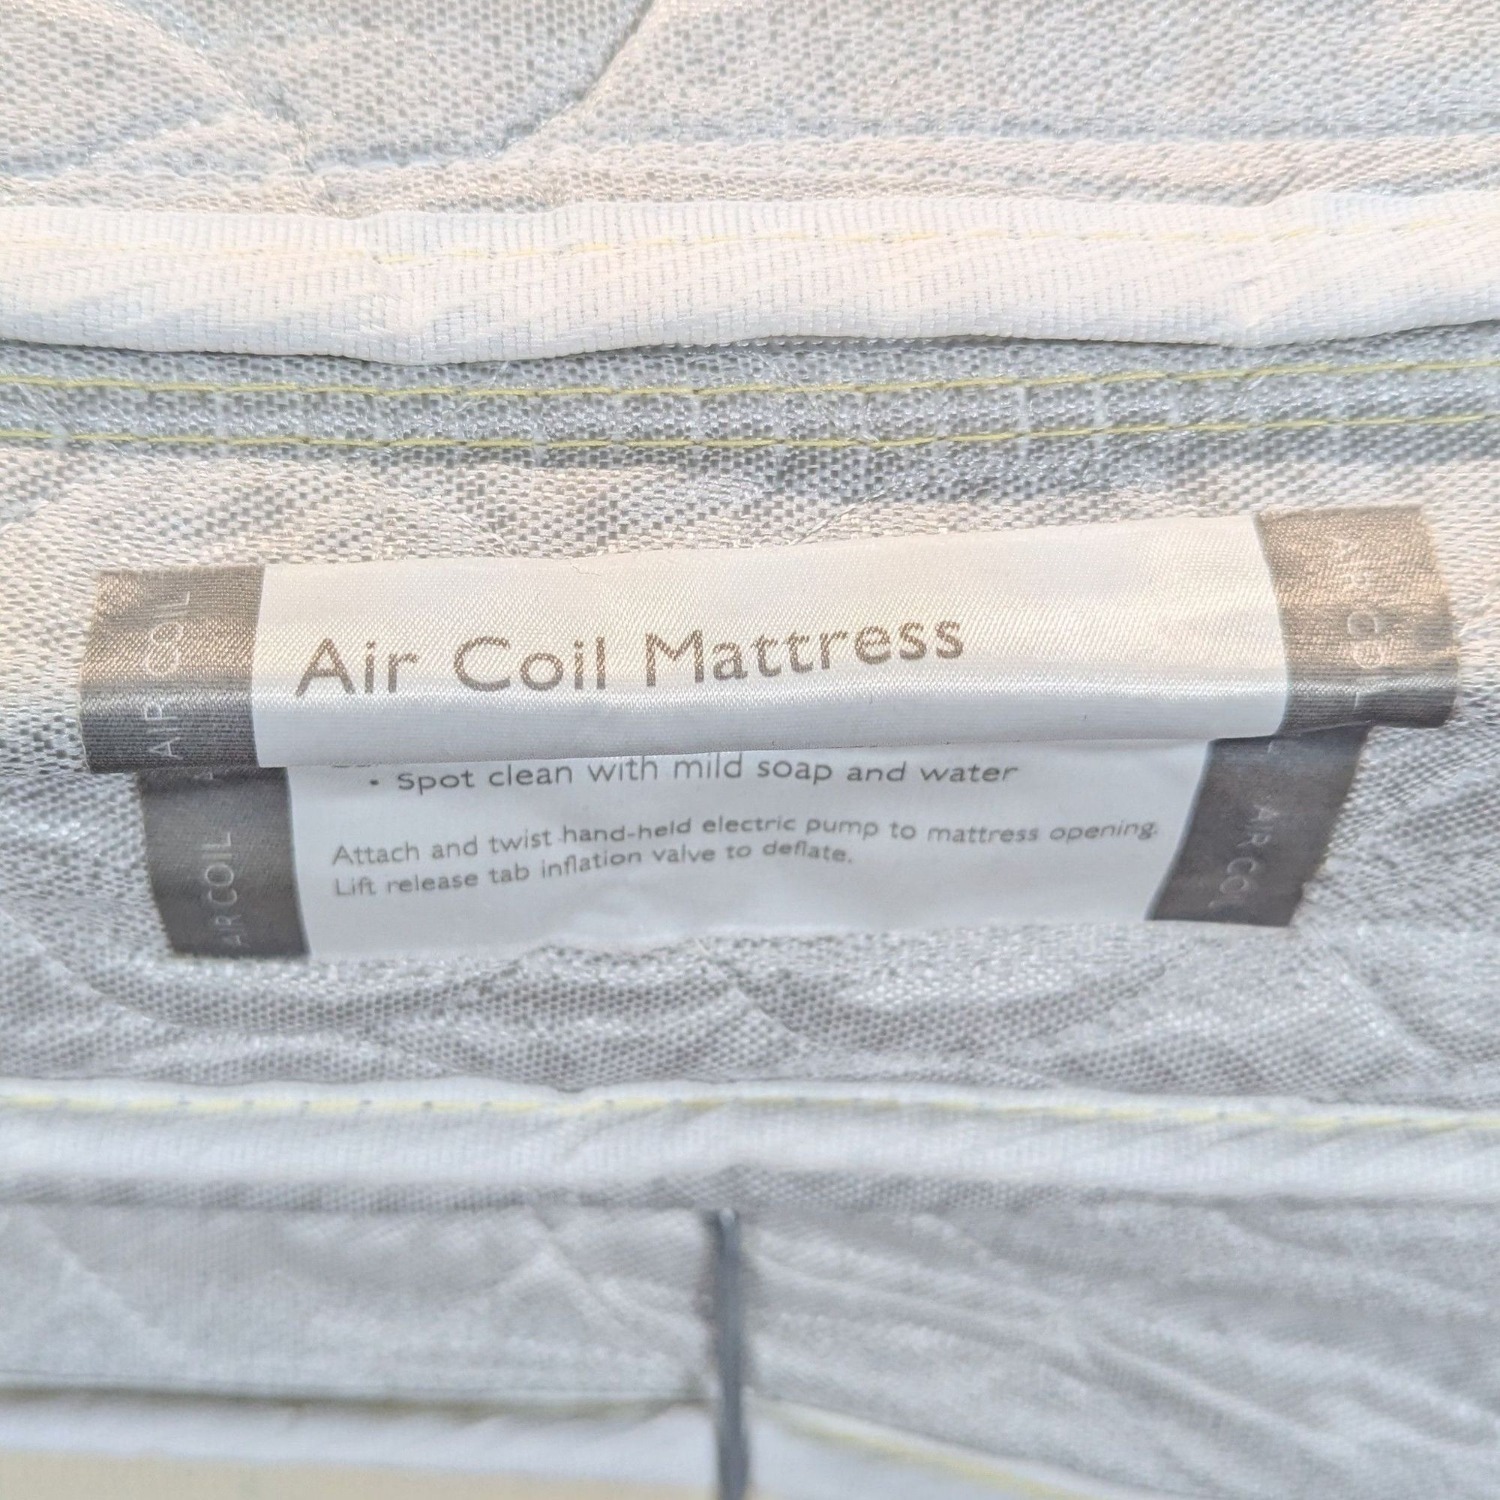 Air Coil Mattress
• Spot clean with mild soap and water
Attach and twist hand-held electric pump to mattress opening.
Lift release tab inflation valve to deflate.
AIR COIL
AIR COIL
AIR COIL
AIR COIL